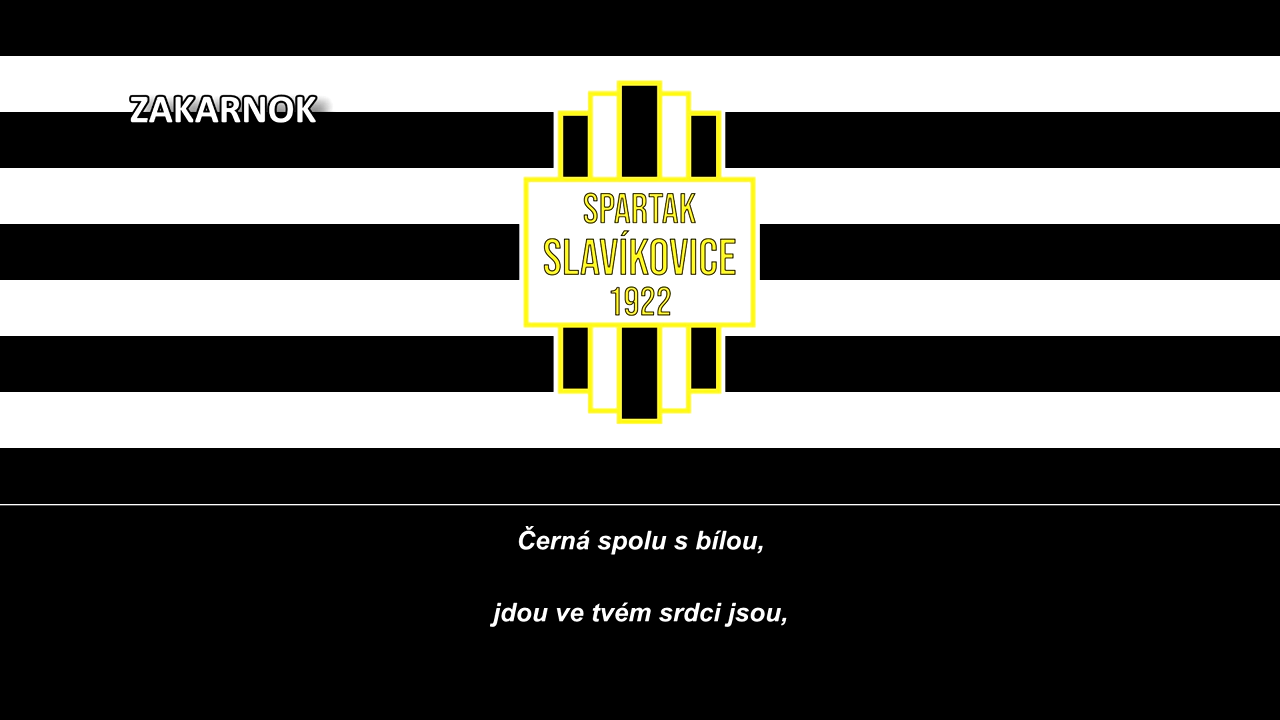 ZAKARNOK
SPARTAK
SLAVÍKOVICE
1922
Černá spolu s bílou,
jdou ve tvém srdci jsou,